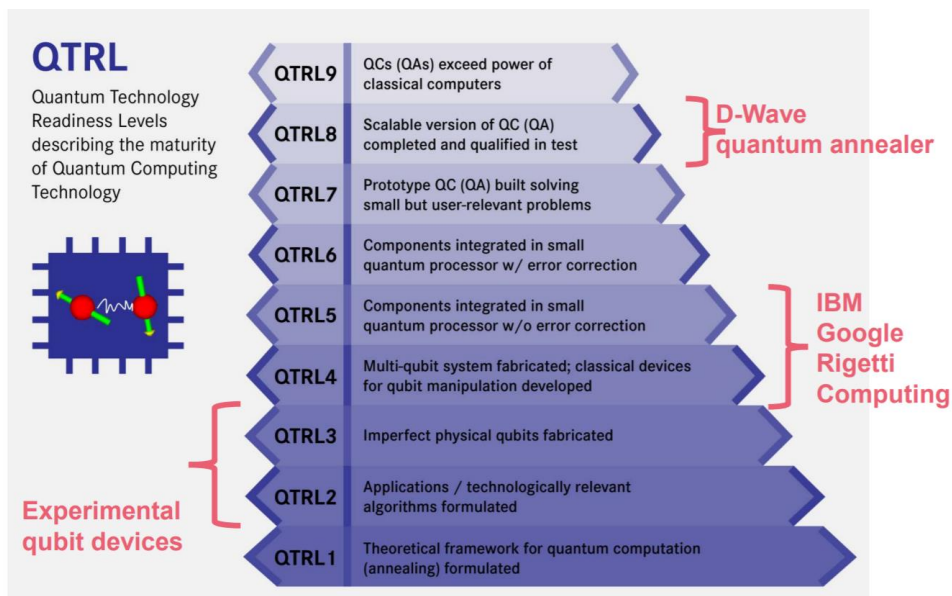 QTRL
Quantum Technology
Readiness Levels
describing the maturity
of Quantum Computing
Technology
QTRL9
QCs (QAs) exceed power of
classical computers
QTRL8
Scalable version of QC (QA)
completed and qualified in test
D-Wave
quantum annealer
QTRL7
Prototype QC (QA) built solving
small but user-relevant problems
QTRL6
Components integrated in small
quantum processor w/ error correction
QTRL5
Components integrated in small
quantum processor w/o error correction
IBM
Google
Rigetti
Computing
QTRL4
Multi-qubit system fabricated; classical devices
for qubit manipulation developed
QTRL3
Imperfect physical qubits fabricated
QTRL2
Applications / technologically relevant
algorithms formulated
Experimental
qubit devices
QTRL1
Theoretical framework for quantum computation
(annealing) formulated